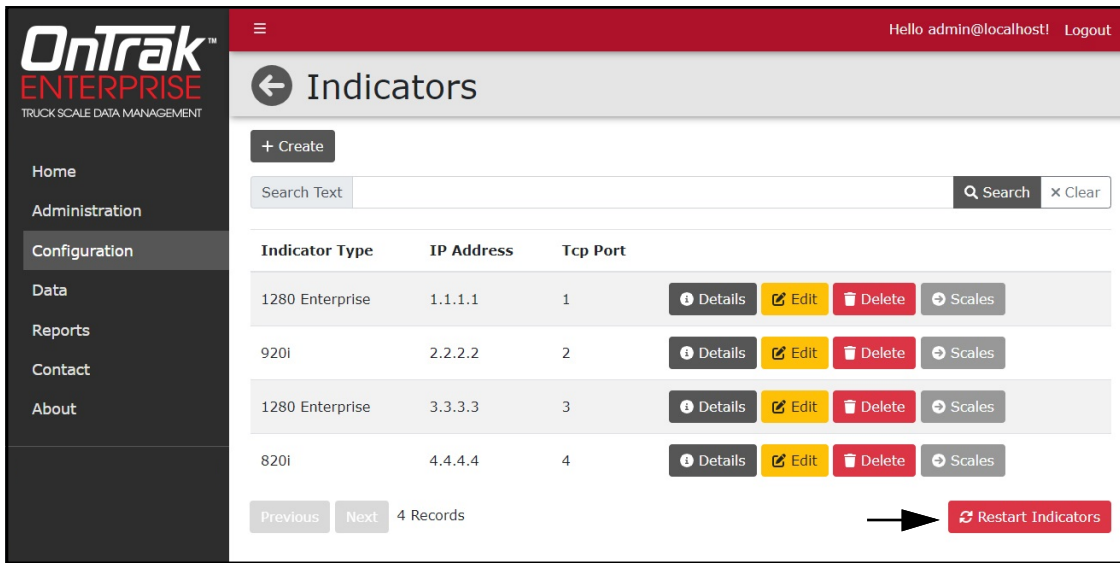 OnTrak™
ENTERPRISE
TRUCK SCALE DATA MANAGEMENT
Home
Administration
Configuration
Data
Reports
Contact
About
Hello admin@localhost! Logout
Indicators
+ Create
Search Text Search × Clear
Indicator Type IP Address Tcp Port
1280 Enterprise 1.1.1.1 1 Details Edit Delete Scales
920i 2.2.2.2 2 Details Edit Delete Scales
1280 Enterprise 3.3.3.3 3 Details Edit Delete Scales
820i 4.4.4.4 4 Details Edit Delete Scales
Previous Next 4 Records Restart Indicators